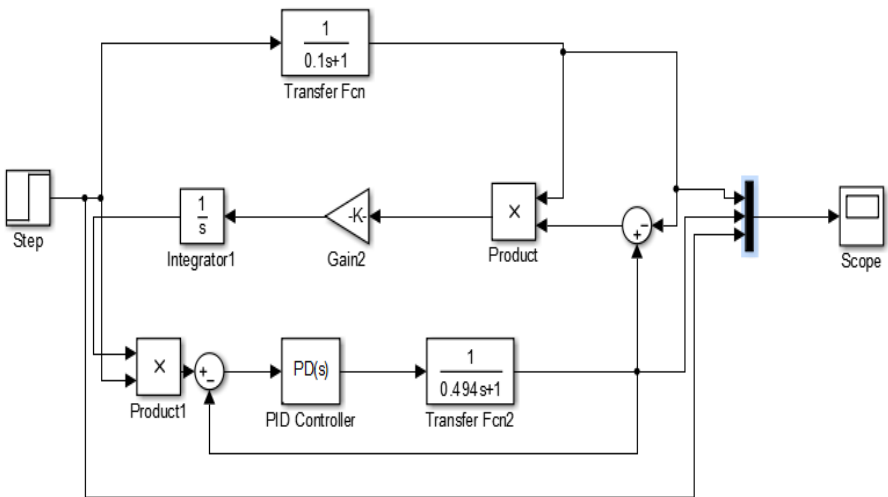 1
0.1s+1
Transfer Fcn
Step
1
s
Integrator1
-K-
Gain2
×
Product
+
−
Scope
×
Product1
+
−
PD(s)
PID Controller
1
0.494s+1
Transfer Fcn2